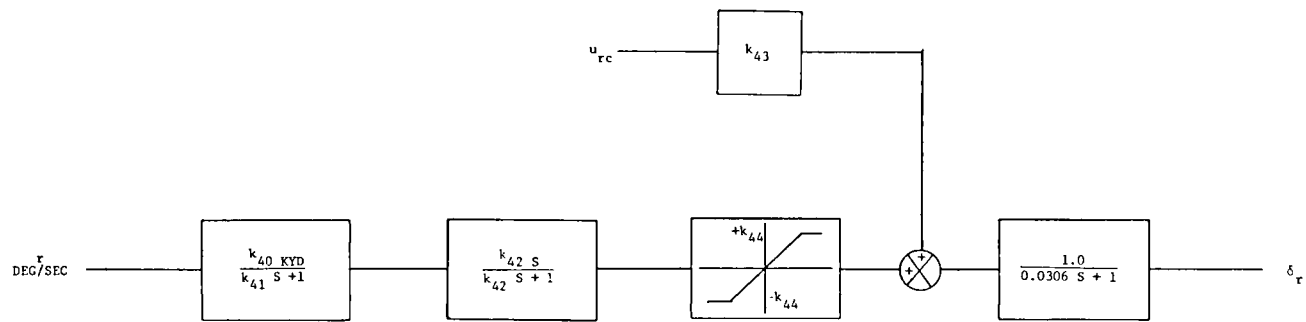 u_rc
k_43
r
DEG/SEC
k_40 KYD
k_41 S +1
k_42 S
k_42 S + 1
+k_44
-k_44
+
+
1.0
0.0306 S + 1
δ_r